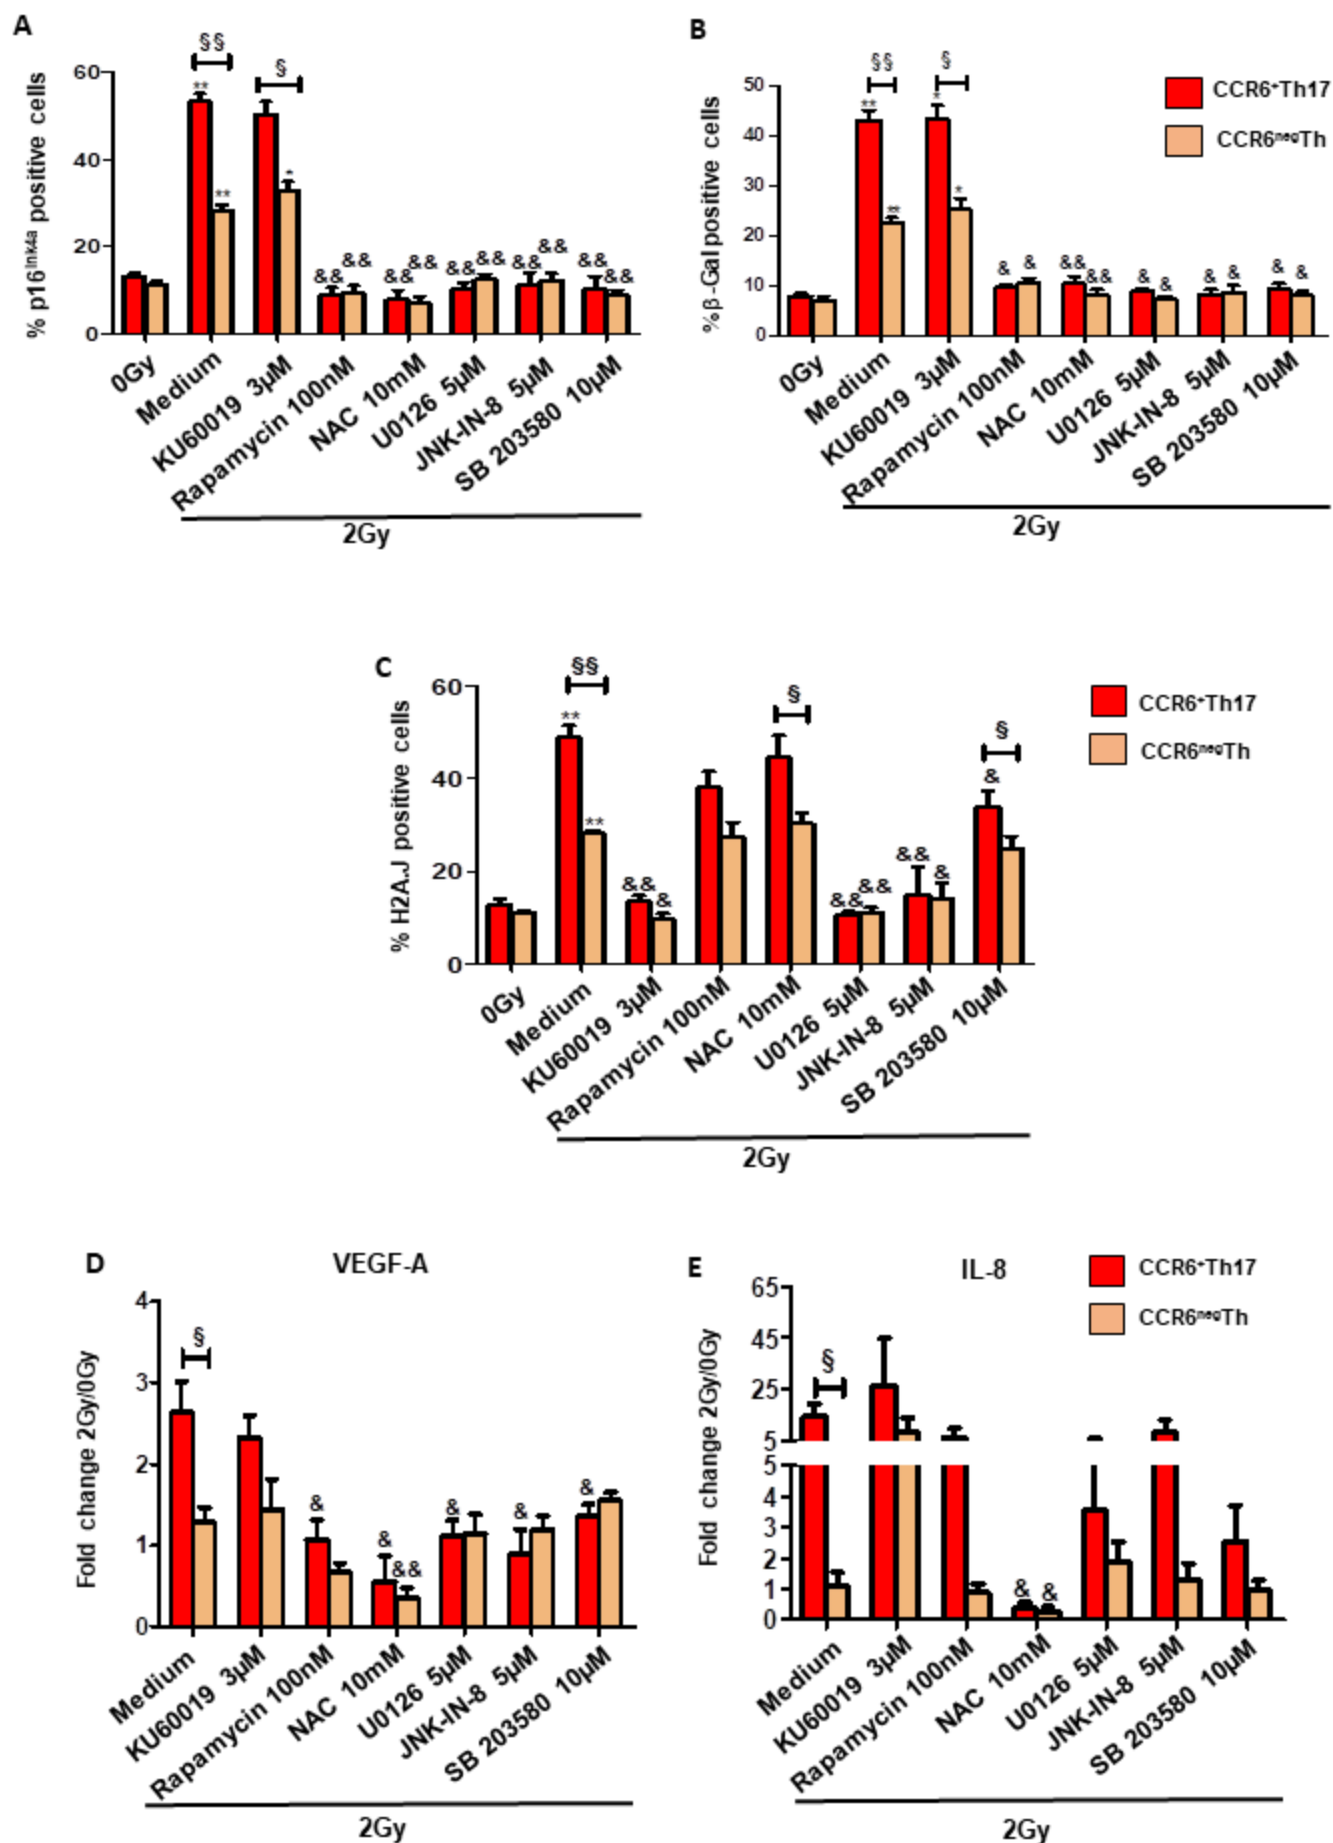 A
§§
§
% p16ᴵⁿᴷ⁴ᵃ positive cells
60
40
20
0
**
**
*
&& && && && && && && && && &&
0Gy
Medium
KU60019 3µM
Rapamycin 100nM
NAC 10mM
U0126 5µM
JNK-IN-8 5µM
SB 203580 10µM
2Gy
B
§§
§
% β-Gal positive cells
50
40
30
20
10
0
**
**
*
*
& & && && & & & & & &
CCR6⁺Th17
CCR6ⁿᵉᵍTh
0Gy
Medium
KU60019 3µM
Rapamycin 100nM
NAC 10mM
U0126 5µM
JNK-IN-8 5µM
SB 203580 10µM
2Gy
C
§§
§
§
% H2A.J positive cells
60
40
20
0
**
**
&& & && && && & &
CCR6⁺Th17
CCR6ⁿᵉᵍTh
0Gy
Medium
KU60019 3µM
Rapamycin 100nM
NAC 10mM
U0126 5µM
JNK-IN-8 5µM
SB 203580 10µM
2Gy
D
VEGF-A
Fold change 2Gy/0Gy
4
3
2
1
0
§
& & && & & &
Medium
KU60019 3µM
Rapamycin 100nM
NAC 10mM
U0126 5µM
JNK-IN-8 5µM
SB 203580 10µM
2Gy
E
IL-8
Fold change 2Gy/0Gy
65
45
25
5
5
4
3
2
1
0
§
& &
CCR6⁺Th17
CCR6ⁿᵉᵍTh
Medium
KU60019 3µM
Rapamycin 100nM
NAC 10mM
U0126 5µM
JNK-IN-8 5µM
SB 203580 10µM
2Gy